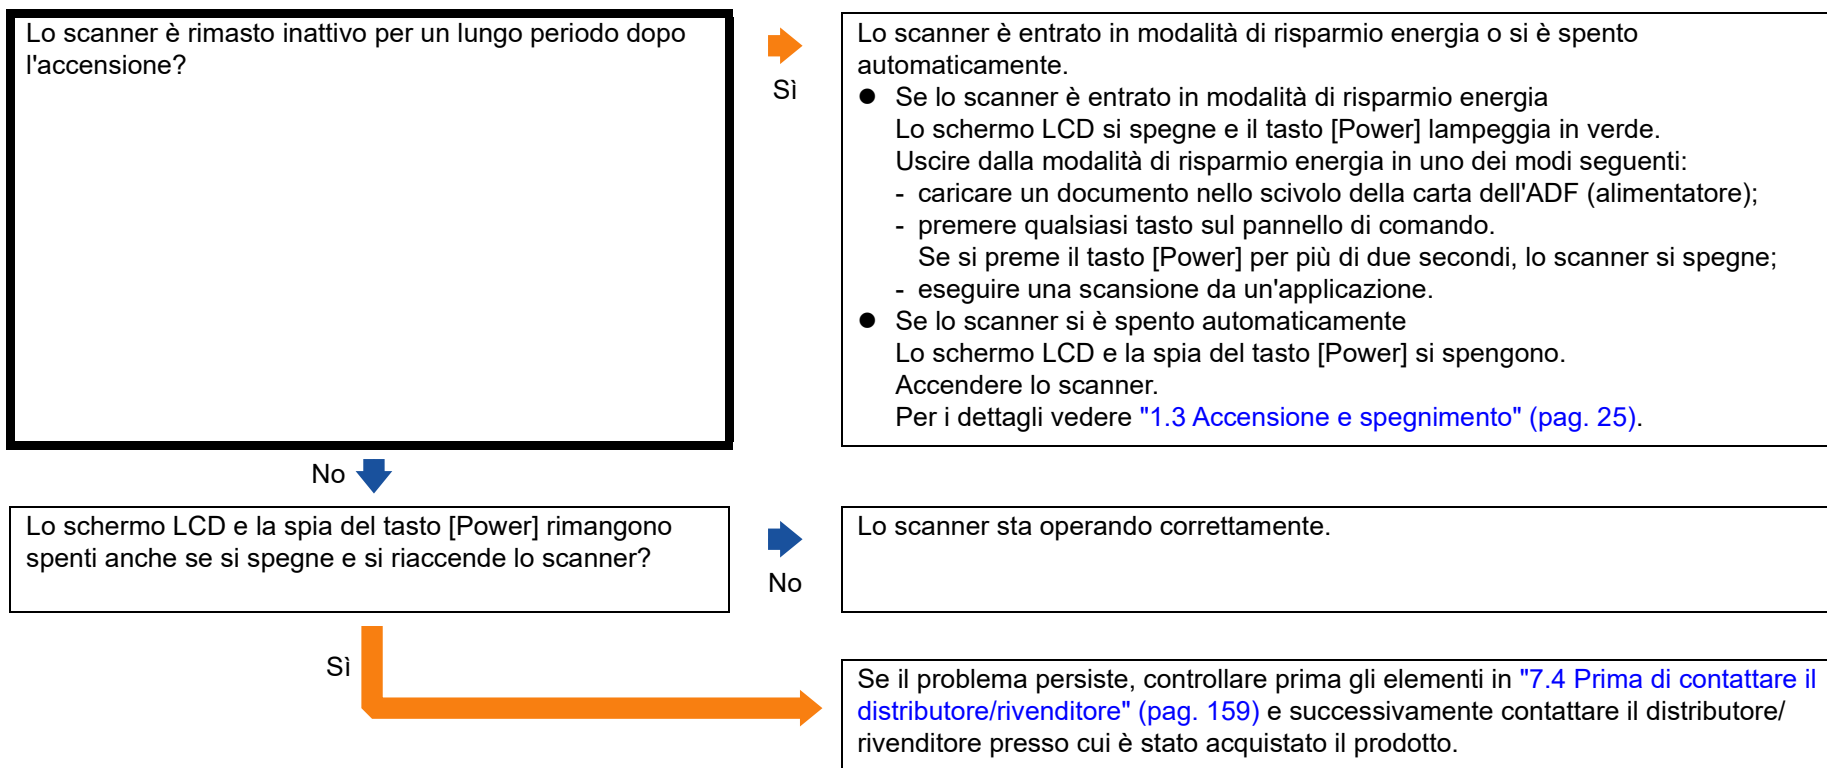 Lo scanner è rimasto inattivo per un lungo periodo dopo
l'accensione?
Sì
Lo scanner è entrato in modalità di risparmio energia o si è spento
automaticamente.
● Se lo scanner è entrato in modalità di risparmio energia
Lo schermo LCD si spegne e il tasto [Power] lampeggia in verde.
Uscire dalla modalità di risparmio energia in uno dei modi seguenti:
- caricare un documento nello scivolo della carta dell'ADF (alimentatore);
- premere qualsiasi tasto sul pannello di comando.
Se si preme il tasto [Power] per più di due secondi, lo scanner si spegne;
- eseguire una scansione da un'applicazione.
● Se lo scanner si è spento automaticamente
Lo schermo LCD e la spia del tasto [Power] si spengono.
Accendere lo scanner.
Per i dettagli vedere "1.3 Accensione e spegnimento" (pag. 25).
No
Lo schermo LCD e la spia del tasto [Power] rimangono
spenti anche se si spegne e si riaccende lo scanner?
No
Lo scanner sta operando correttamente.
Sì
Se il problema persiste, controllare prima gli elementi in "7.4 Prima di contattare il
distributore/rivenditore" (pag. 159) e successivamente contattare il distributore/
rivenditore presso cui è stato acquistato il prodotto.